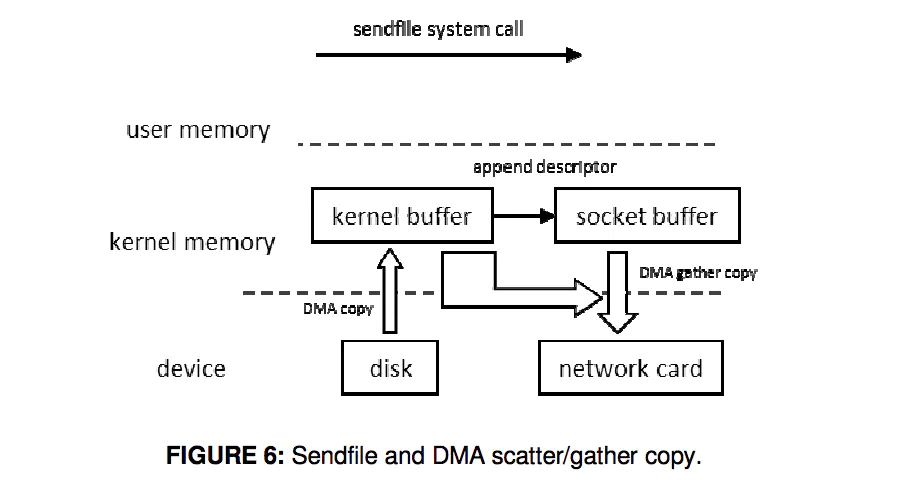 sendfile system call
user memory
append descriptor
kernel buffer
socket buffer
kernel memory
DMA gather copy
DMA copy
device
disk
network card
FIGURE 6: Sendfile and DMA scatter/gather copy.